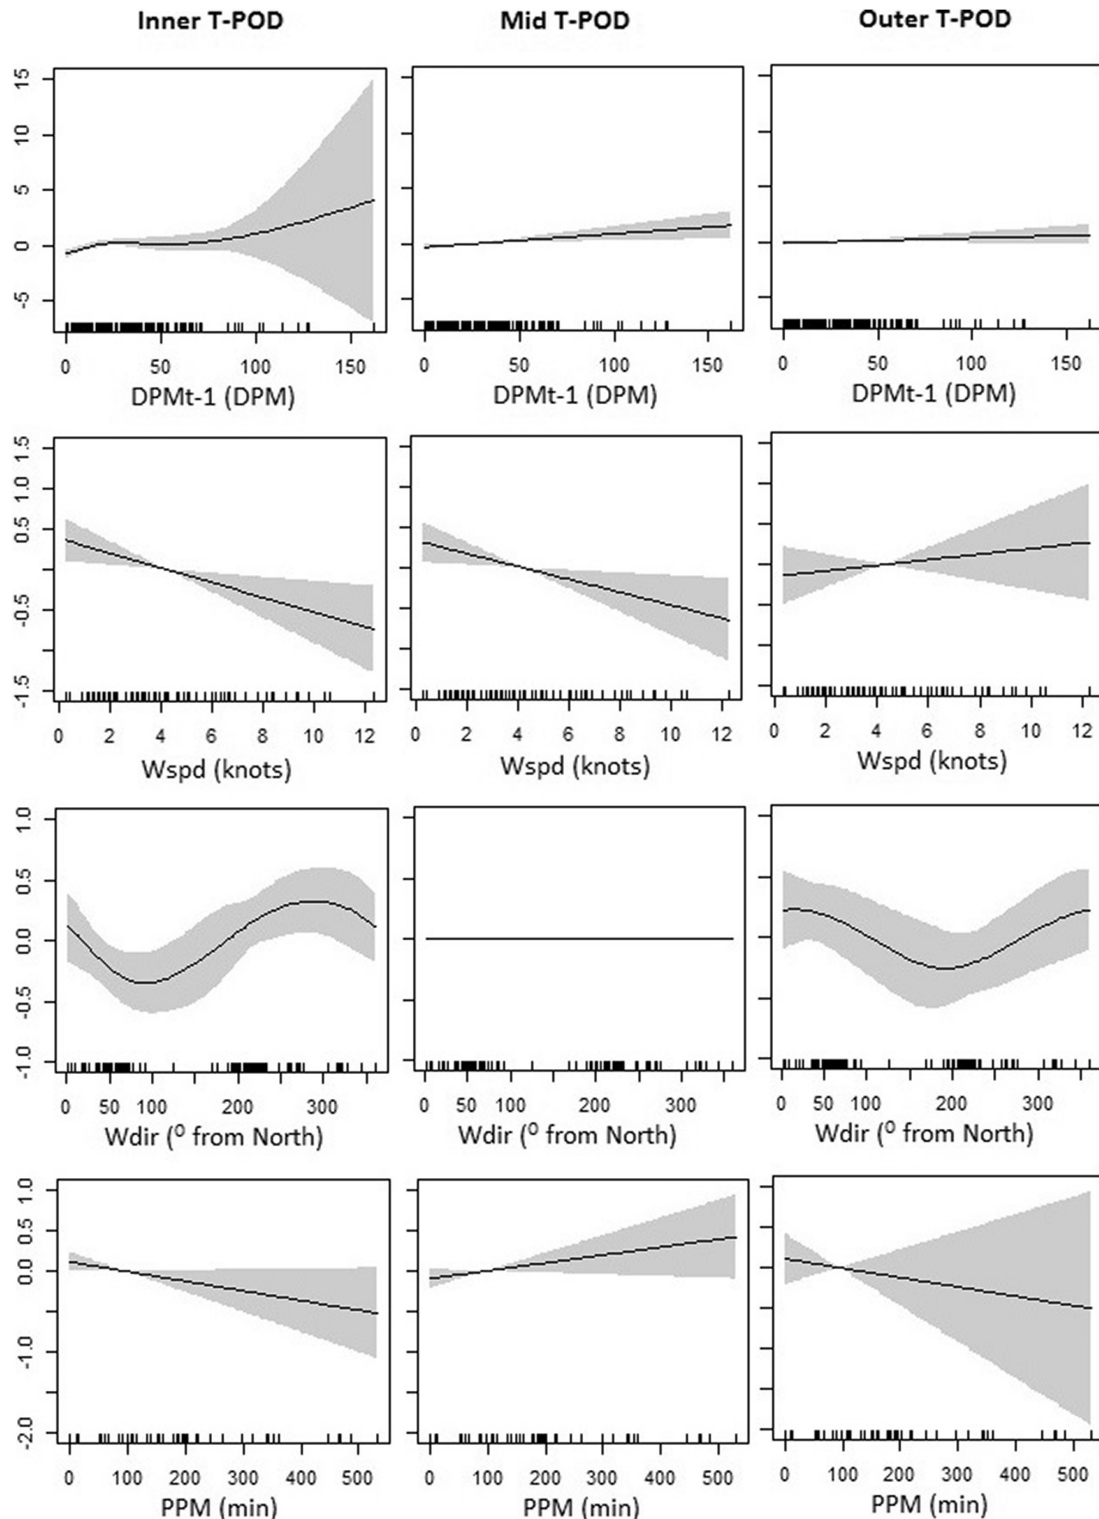 Inner T-POD Mid T-POD Outer T-POD
15
10
5
0
-5
0 50 100 150 0 50 100 150 0 50 100 150
DPMt-1 (DPM) DPMt-1 (DPM) DPMt-1 (DPM)
1.5
1.0
0.5
-0.5
-1.5
0 2 4 6 8 10 12 0 2 4 6 8 10 12 0 2 4 6 8 10 12
Wspd (knots) Wspd (knots) Wspd (knots)
1.0
0.5
0.0
-0.5
-1.0
0 50 100 200 300 0 50 100 200 300 0 50 100 200 300
Wdir (⁰ from North) Wdir (⁰ from North) Wdir (⁰ from North)
1.0
0.5
0.0
-1.0
-2.0
0 100 200 300 400 500 0 100 200 300 400 500 0 100 200 300 400 500
PPM (min) PPM (min) PPM (min)